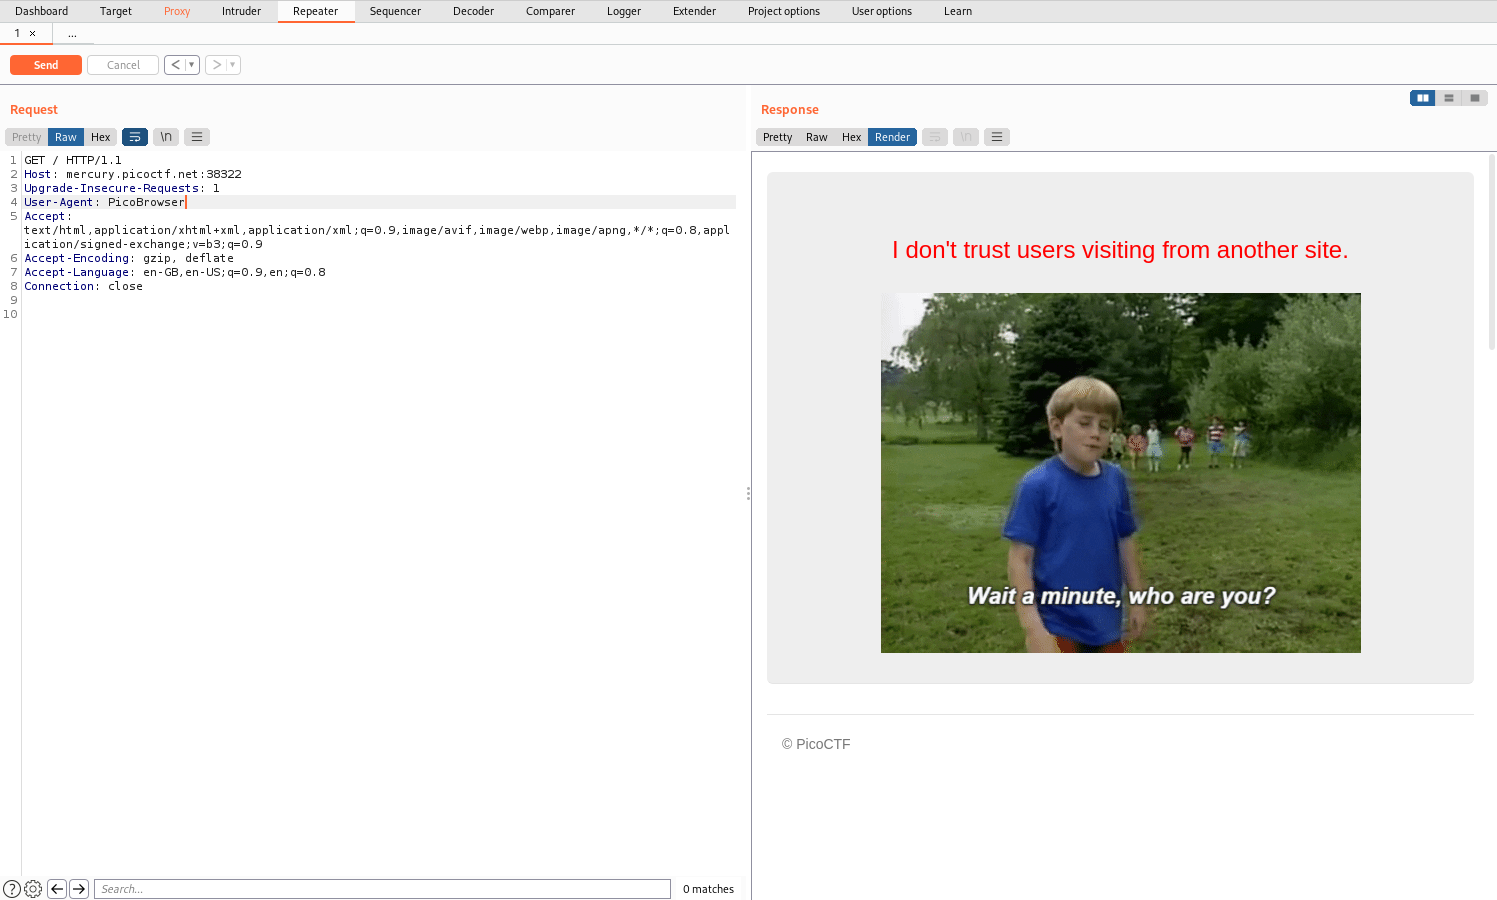 Dashboard Target Proxy Intruder Repeater Sequencer Decoder Comparer Logger Extender Project options User options Learn
1 × ...
Send Cancel < ▼ > ▼
Request
Pretty Raw Hex \n
1 GET / HTTP/1.1
2 Host: mercury.picoctf.net:38322
3 Upgrade-Insecure-Requests: 1
4 User-Agent: PicoBrowser
5 Accept:
text/html,application/xhtml+xml,application/xml;q=0.9,image/avif,image/webp,image/apng,*/*;q=0.8,appl
ication/signed-exchange;v=b3;q=0.9
6 Accept-Encoding: gzip, deflate
7 Accept-Language: en-GB,en-US;q=0.9,en;q=0.8
8 Connection: close
9
10
? Search... 0 matches
Response
Pretty Raw Hex Render \n
I don't trust users visiting from another site.
Wait a minute, who are you?
© PicoCTF